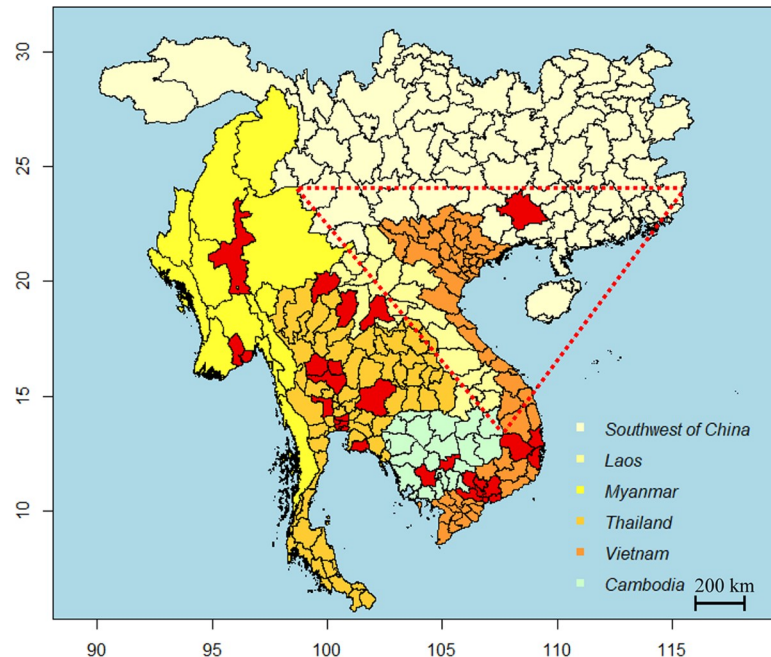 30
25
20
15
10
Southwest of China
Laos
Myanmar
Thailand
Vietnam
Cambodia
200 km
90 95 100 105 110 115